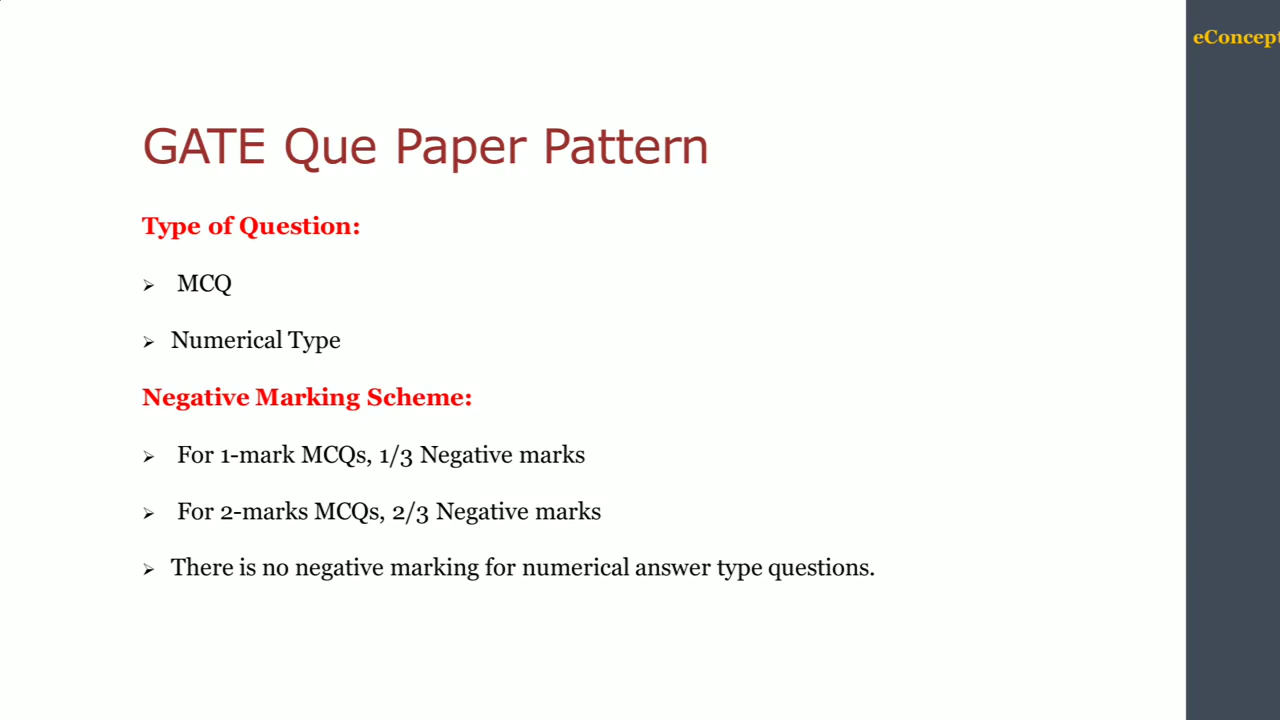 eConcept
GATE Que Paper Pattern
Type of Question:
➢ MCQ
➢ Numerical Type
Negative Marking Scheme:
➢ For 1-mark MCQs, 1/3 Negative marks
➢ For 2-marks MCQs, 2/3 Negative marks
➢ There is no negative marking for numerical answer type questions.